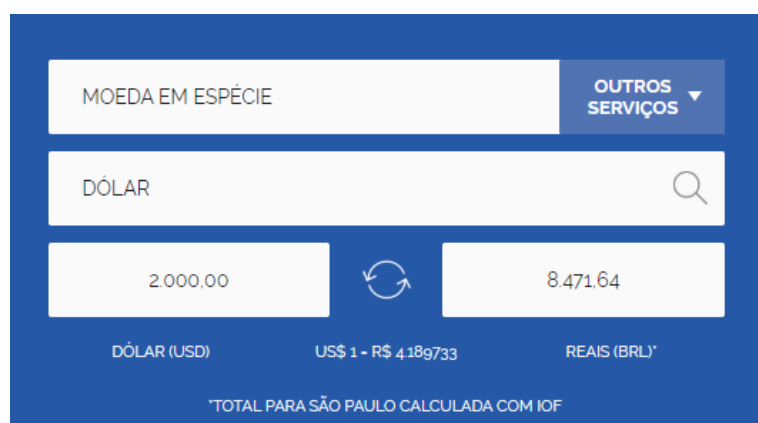 MOEDA EM ESPÉCIE
OUTROS
SERVIÇOS
DÓLAR
2.000,00
8.471,64
DÓLAR (USD)
US$ 1 - R$ 4.189733
REAIS (BRL)*
*TOTAL PARA SÃO PAULO CALCULADA COM IOF